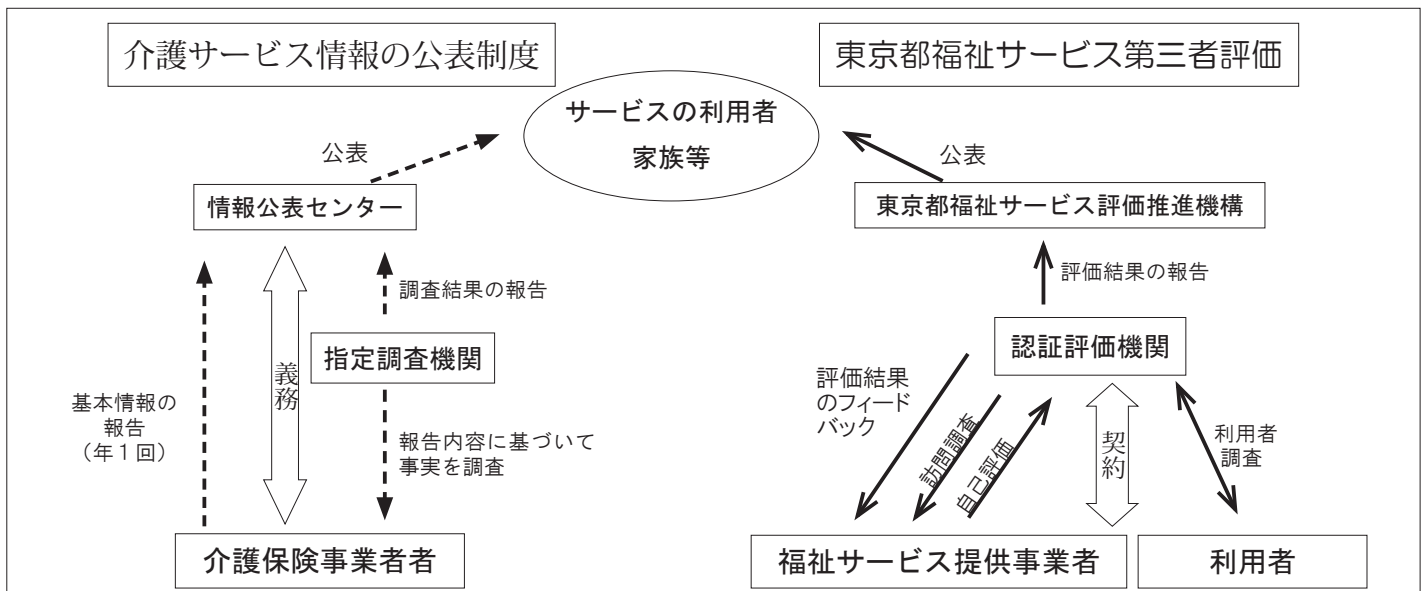 介護サービス情報の公表制度
東京都福祉サービス第三者評価
サービスの利用者
家族等
公表
情報公表センター
調査結果の報告
指定調査機関
義務
基本情報の
報告
（年１回）
報告内容に基づいて
事実を調査
介護保険事業者者
公表
東京都福祉サービス評価推進機構
評価結果の報告
認証評価機関
評価結果
のフィード
バック
訪問調査
自己評価
契約
利用者
調査
福祉サービス提供事業者
利用者